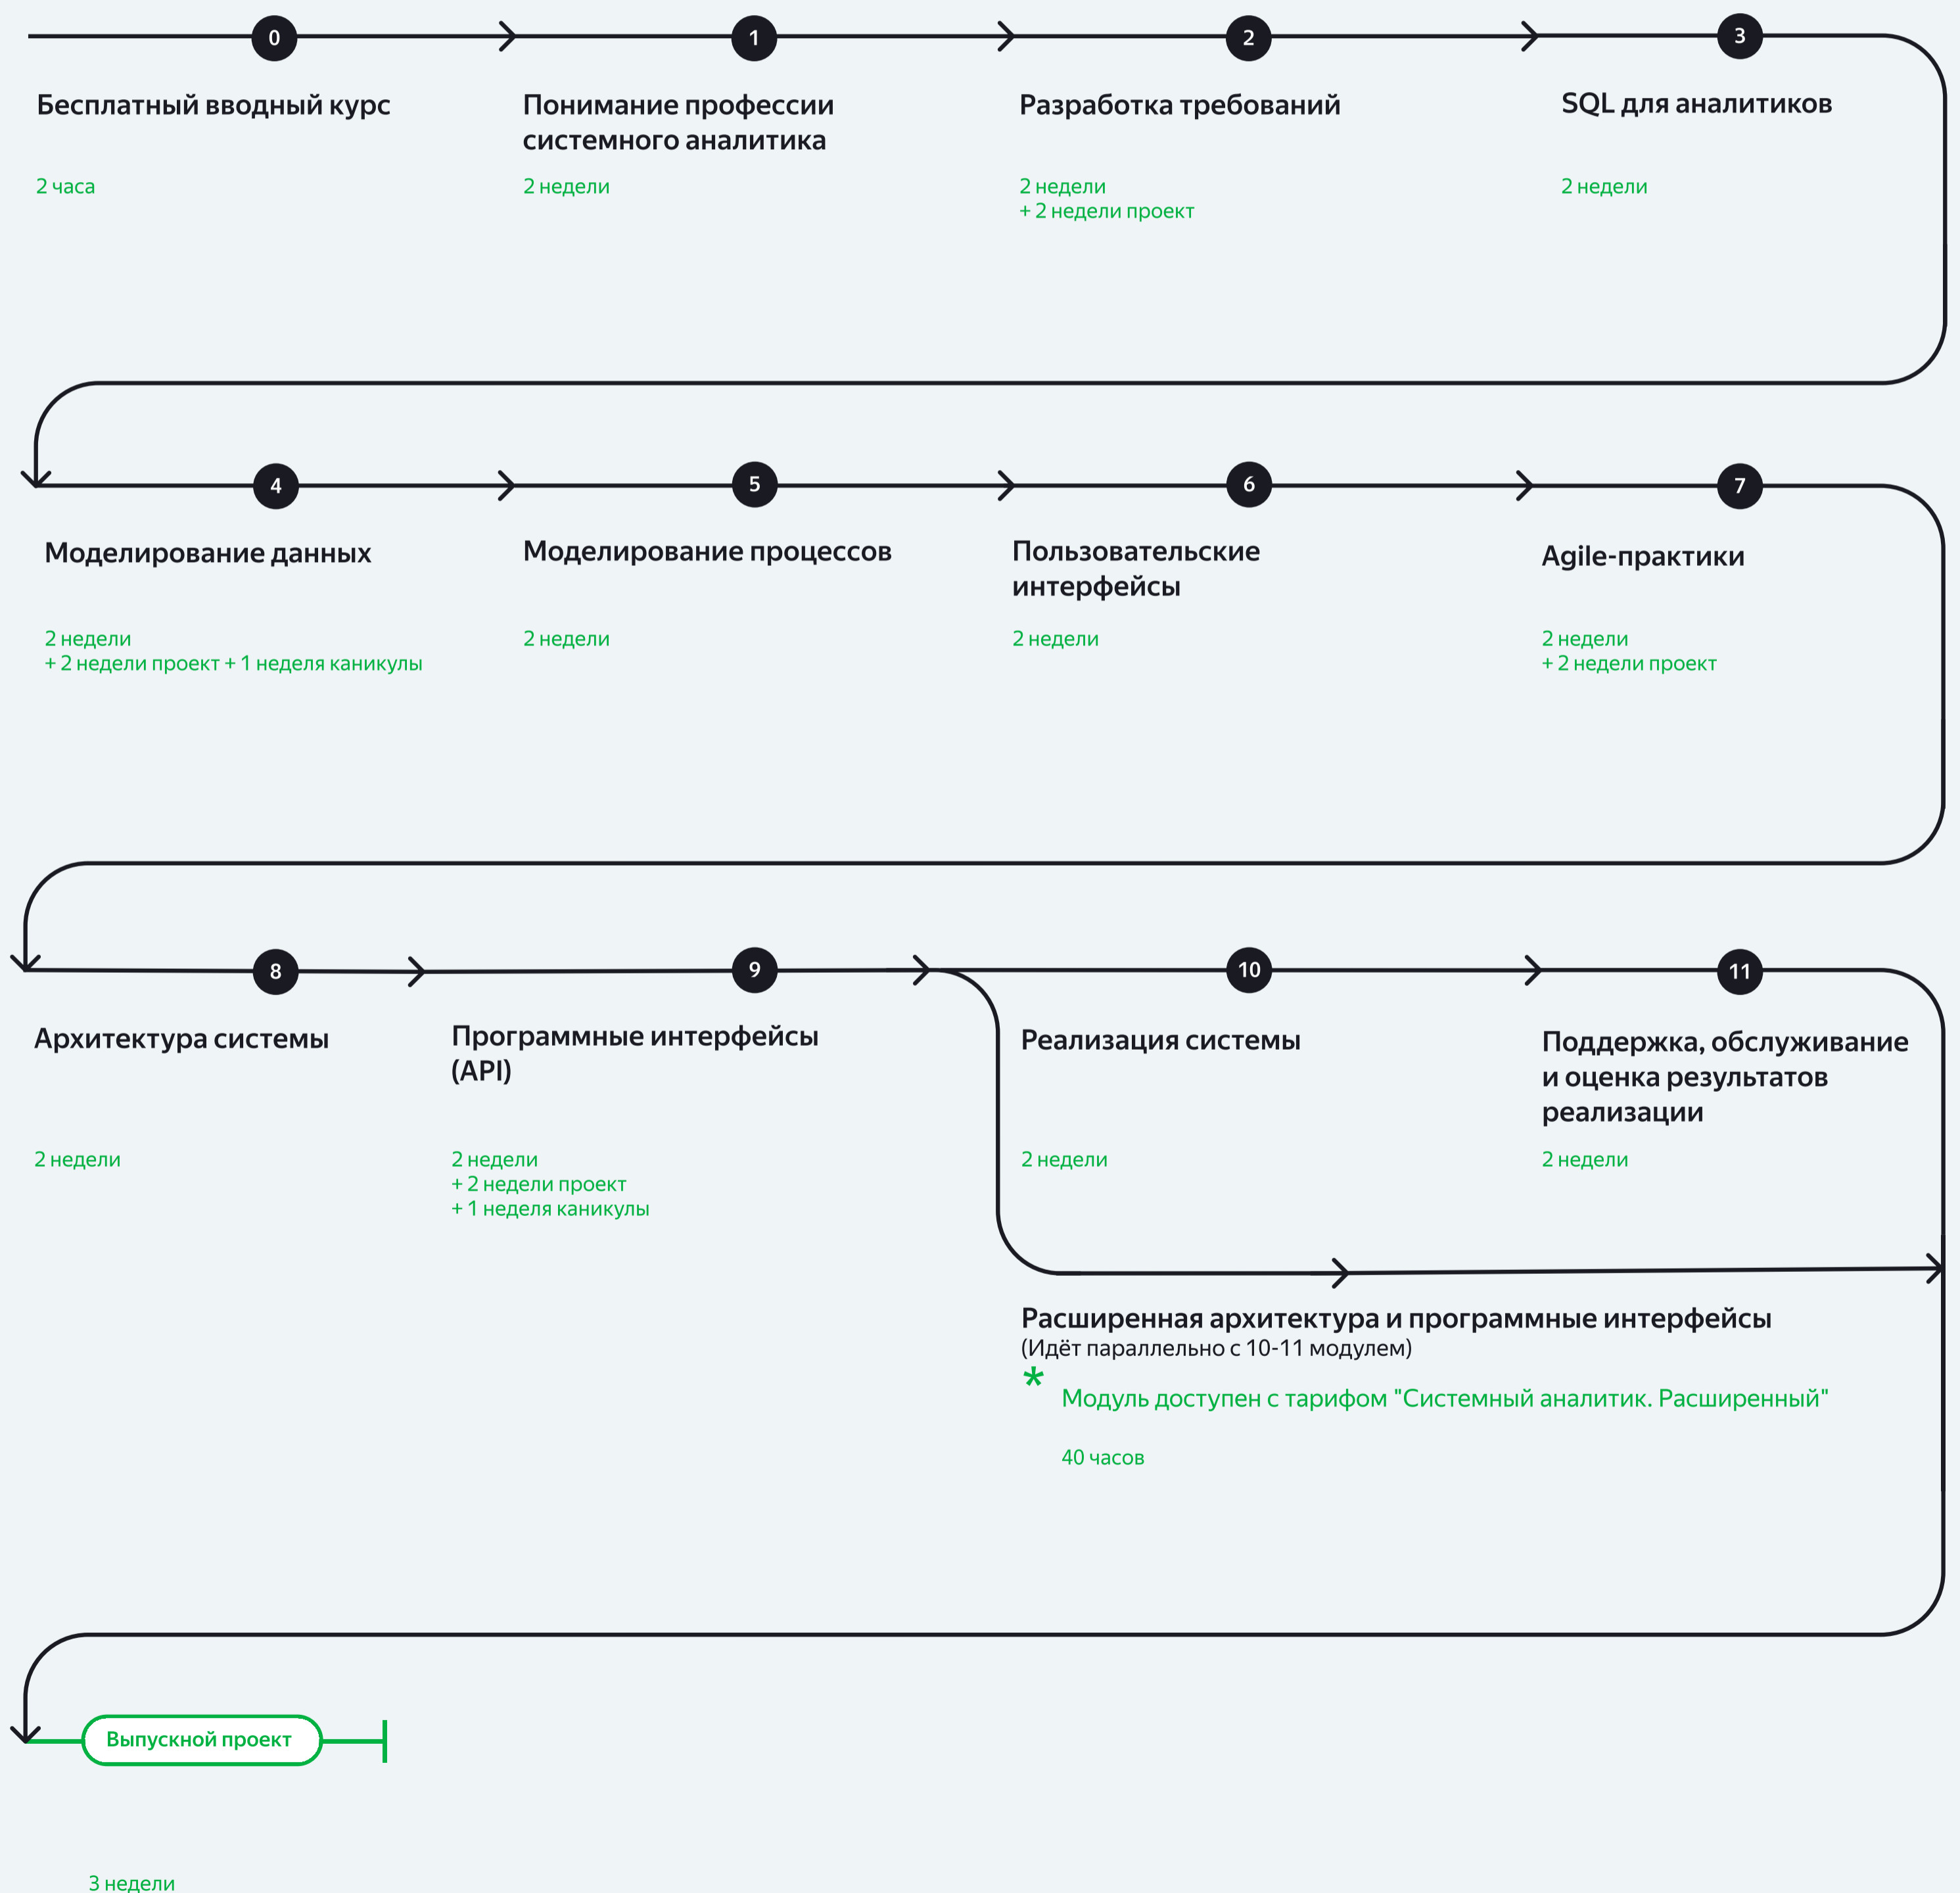 0
Бесплатный вводный курс
2 часа
1
Понимание профессии
системного аналитика
2 недели
2
Разработка требований
2 недели
+ 2 недели проект
3
SQL для аналитиков
2 недели
4
Моделирование данных
2 недели
+ 2 недели проект + 1 неделя каникулы
5
Моделирование процессов
2 недели
6
Пользовательские
интерфейсы
2 недели
7
Agile-практики
2 недели
+ 2 недели проект
8
Архитектура системы
2 недели
9
Программные интерфейсы
(API)
2 недели
+ 2 недели проект
+ 1 неделя каникулы
10
Реализация системы
2 недели
11
Поддержка, обслуживание
и оценка результатов
реализации
2 недели
Расширенная архитектура и программные интерфейсы
(Идёт параллельно с 10-11 модулем)
* Модуль доступен с тарифом "Системный аналитик. Расширенный"
40 часов
Выпускной проект
3 недели